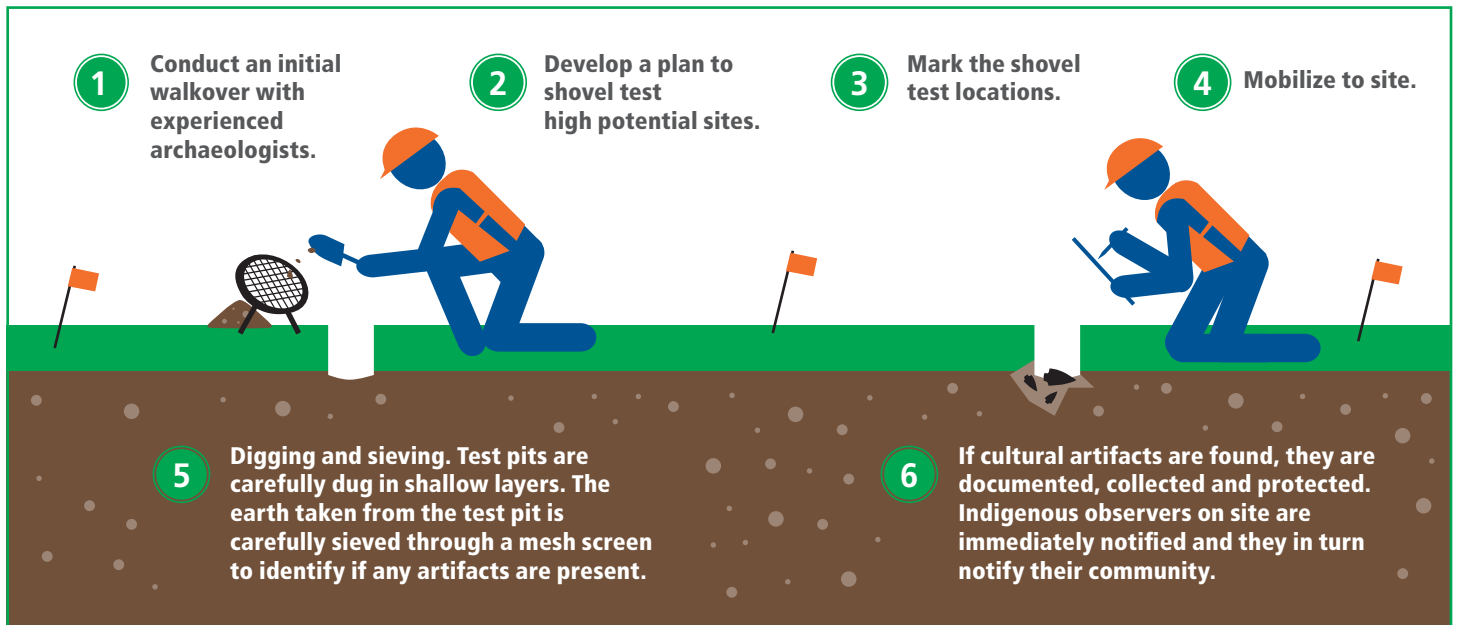 1
Conduct an initial
walkover with
experienced
archaeologists.
2
Develop a plan to
shovel test
high potential sites.
3
Mark the shovel
test locations.
4
Mobilize to site.
5
Digging and sieving. Test pits are
carefully dug in shallow layers. The
earth taken from the test pit is
carefully sieved through a mesh screen
to identify if any artifacts are present.
6
If cultural artifacts are found, they are
documented, collected and protected.
Indigenous observers on site are
immediately notified and they in turn
notify their community.